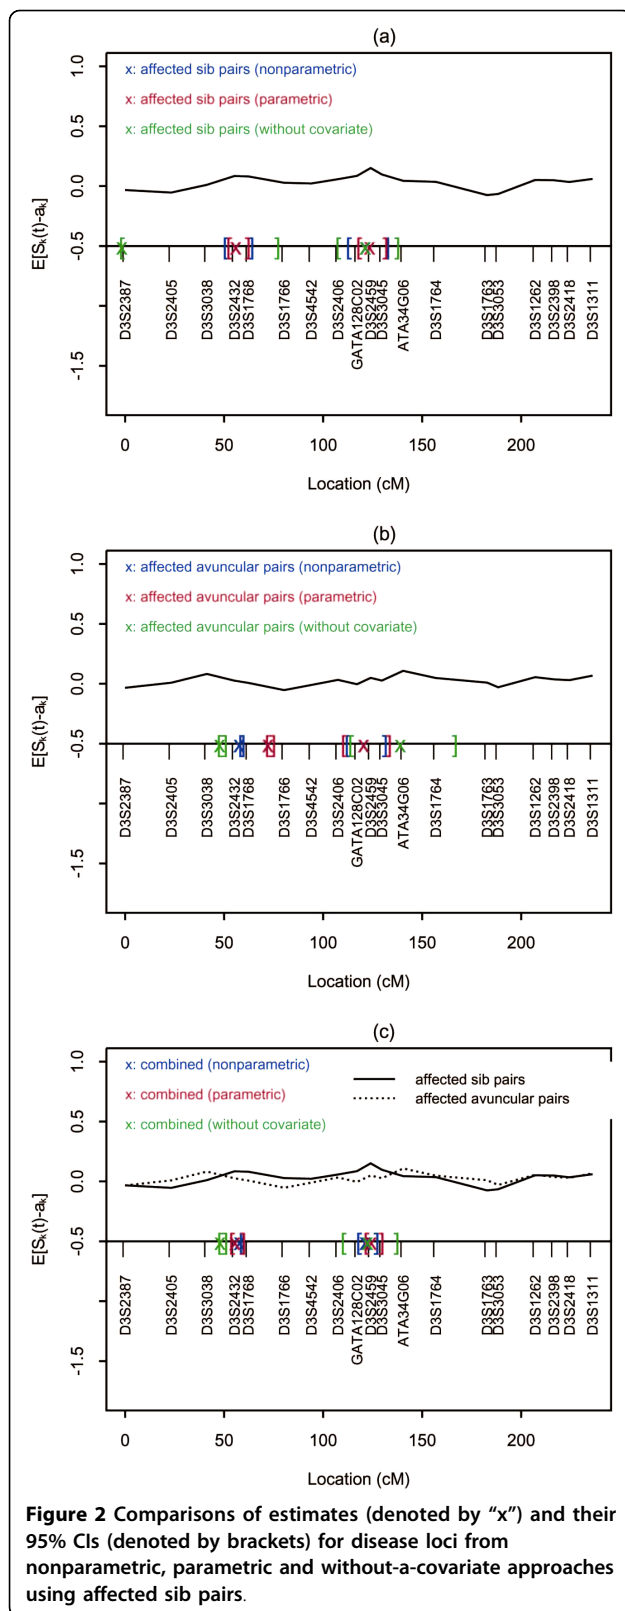 (a)
x: affected sib pairs (nonparametric)
x: affected sib pairs (parametric)
x: affected sib pairs (without covariate)
E[Sk(t)-ak]
1.0
0.5
0.0
-0.5
-1.5
D3S2387
D3S2405
D3S3038
D3S2432
D3S1768
D3S1766
D3S4542
D3S2406
GATA128C02
D3S2459
D3S3045
ATA34G06
D3S1764
D3S1763
D3S3053
D3S1262
D3S2398
D3S2418
D3S1311
0 50 100 150 200
Location (cM)
(b)
x: affected avuncular pairs (nonparametric)
x: affected avuncular pairs (parametric)
x: affected avuncular pairs (without covariate)
E[Sk(t)-ak]
1.0
0.5
0.0
-0.5
-1.5
D3S2387
D3S2405
D3S3038
D3S2432
D3S1768
D3S1766
D3S4542
D3S2406
GATA128C02
D3S2459
D3S3045
ATA34G06
D3S1764
D3S1763
D3S3053
D3S1262
D3S2398
D3S2418
D3S1311
0 50 100 150 200
Location (cM)
(c)
x: combined (nonparametric)
x: combined (parametric)
x: combined (without covariate)
affected sib pairs
affected avuncular pairs
E[Sk(t)-ak]
1.0
0.5
0.0
-0.5
-1.5
D3S2387
D3S2405
D3S3038
D3S2432
D3S1768
D3S1766
D3S4542
D3S2406
GATA128C02
D3S2459
D3S3045
ATA34G06
D3S1764
D3S1763
D3S3053
D3S1262
D3S2398
D3S2418
D3S1311
0 50 100 150 200
Location (cM)
Figure 2 Comparisons of estimates (denoted by “x”) and their
95% CIs (denoted by brackets) for disease loci from
nonparametric, parametric and without-a-covariate approaches
using affected sib pairs.